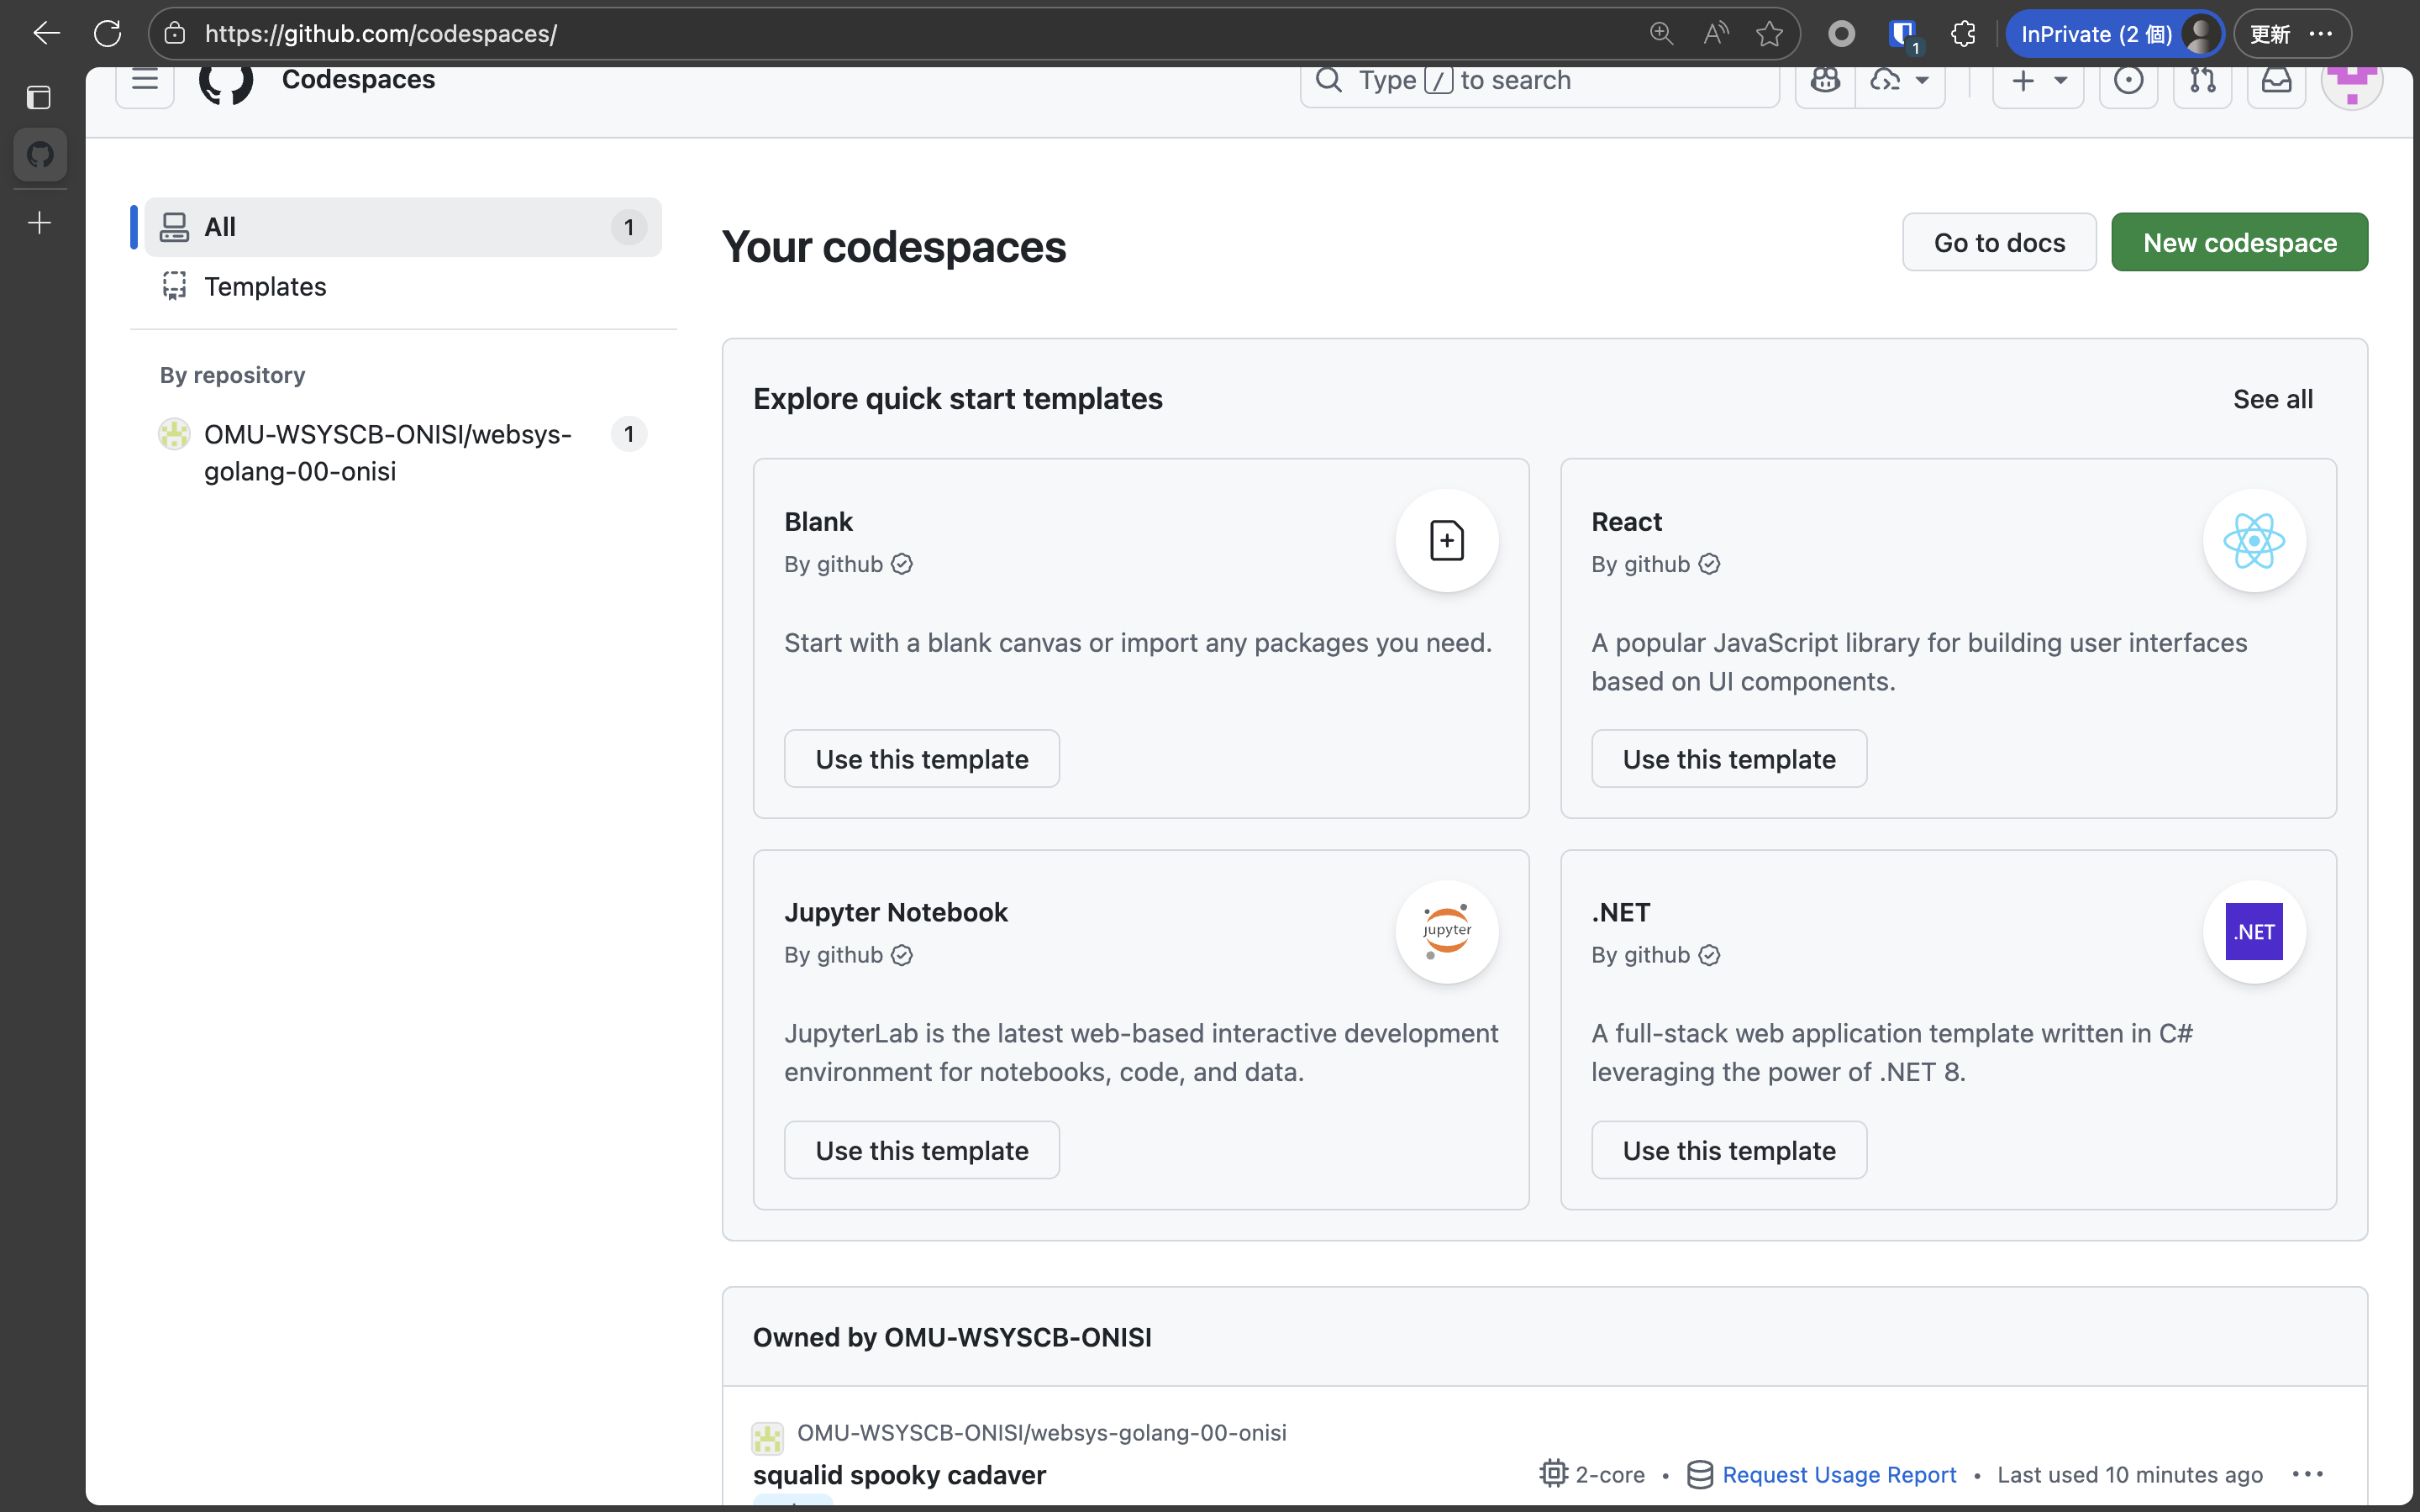 https://github.com/codespaces/
1
InPrivate (2 個)
更新
Codespaces
Type / to search
All
1
Templates
By repository
OMU-WSYSCB-ONISI/websys-
golang-00-onisi
1
Your codespaces
Go to docs
New codespace
Explore quick start templates
See all
Blank
By github
Start with a blank canvas or import any packages you need.
Use this template
React
By github
A popular JavaScript library for building user interfaces
based on UI components.
Use this template
Jupyter Notebook
By github
jupyter
JupyterLab is the latest web-based interactive development
environment for notebooks, code, and data.
Use this template
.NET
By github
.NET
A full-stack web application template written in C#
leveraging the power of .NET 8.
Use this template
Owned by OMU-WSYSCB-ONISI
OMU-WSYSCB-ONISI/websys-golang-00-onisi
squalid spooky cadaver
2-core • Request Usage Report • Last used 10 minutes ago